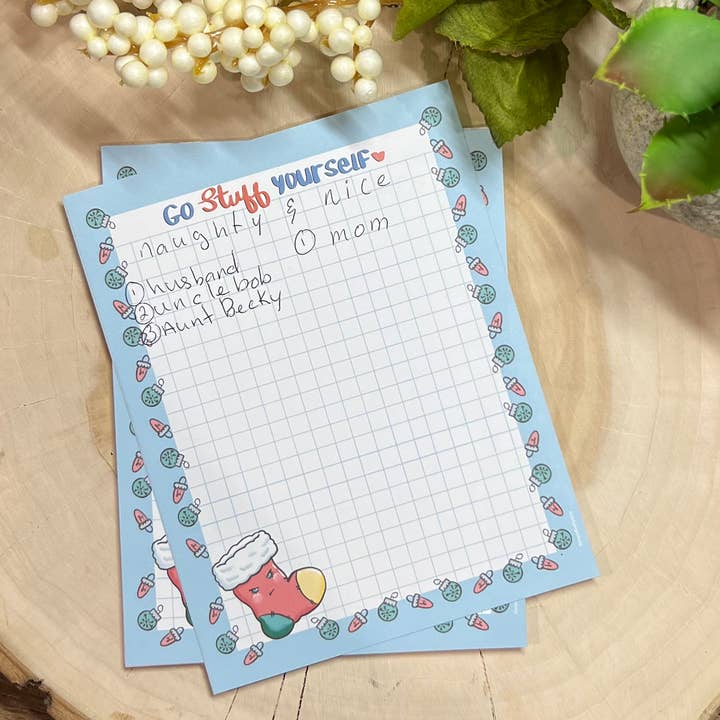 Go Stuff yourself
naughty & nice
① husband
② uncle bob
③ Aunt Becky
① mom